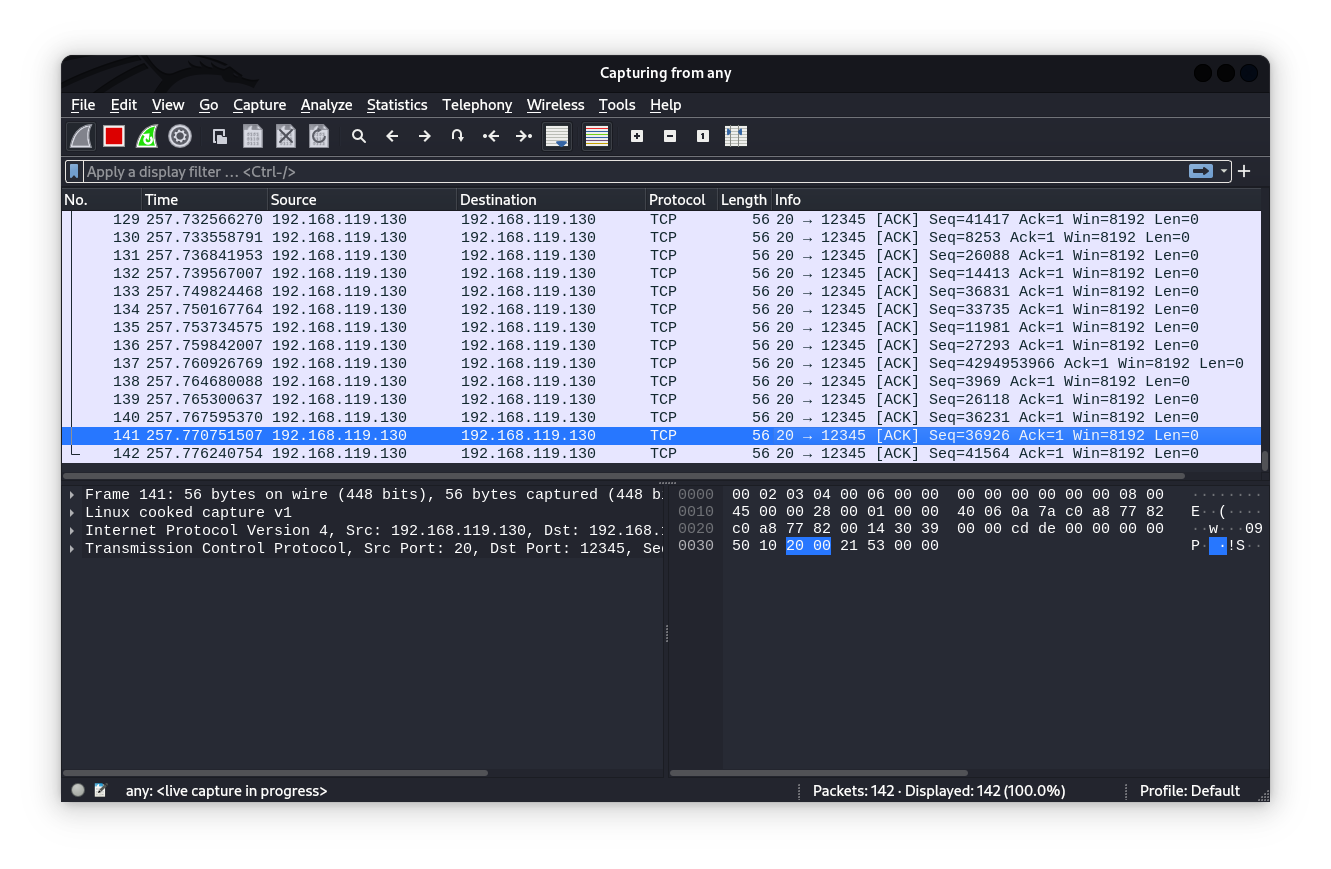 Capturing from any
File Edit View Go Capture Analyze Statistics Telephony Wireless Tools Help
Apply a display filter … <Ctrl-/>
No. Time Source Destination Protocol Length Info
129 257.732566270 192.168.119.130 192.168.119.130 TCP 56 20 → 12345 [ACK] Seq=41417 Ack=1 Win=8192 Len=0
130 257.733558791 192.168.119.130 192.168.119.130 TCP 56 20 → 12345 [ACK] Seq=8253 Ack=1 Win=8192 Len=0
131 257.736841953 192.168.119.130 192.168.119.130 TCP 56 20 → 12345 [ACK] Seq=26088 Ack=1 Win=8192 Len=0
132 257.739567007 192.168.119.130 192.168.119.130 TCP 56 20 → 12345 [ACK] Seq=14413 Ack=1 Win=8192 Len=0
133 257.749824468 192.168.119.130 192.168.119.130 TCP 56 20 → 12345 [ACK] Seq=36831 Ack=1 Win=8192 Len=0
134 257.750167764 192.168.119.130 192.168.119.130 TCP 56 20 → 12345 [ACK] Seq=33735 Ack=1 Win=8192 Len=0
135 257.753734575 192.168.119.130 192.168.119.130 TCP 56 20 → 12345 [ACK] Seq=11981 Ack=1 Win=8192 Len=0
136 257.759842007 192.168.119.130 192.168.119.130 TCP 56 20 → 12345 [ACK] Seq=27293 Ack=1 Win=8192 Len=0
137 257.760926769 192.168.119.130 192.168.119.130 TCP 56 20 → 12345 [ACK] Seq=4294953966 Ack=1 Win=8192 Len=0
138 257.764680088 192.168.119.130 192.168.119.130 TCP 56 20 → 12345 [ACK] Seq=3969 Ack=1 Win=8192 Len=0
139 257.765300637 192.168.119.130 192.168.119.130 TCP 56 20 → 12345 [ACK] Seq=26118 Ack=1 Win=8192 Len=0
140 257.767595370 192.168.119.130 192.168.119.130 TCP 56 20 → 12345 [ACK] Seq=36231 Ack=1 Win=8192 Len=0
141 257.770751507 192.168.119.130 192.168.119.130 TCP 56 20 → 12345 [ACK] Seq=36926 Ack=1 Win=8192 Len=0
142 257.776240754 192.168.119.130 192.168.119.130 TCP 56 20 → 12345 [ACK] Seq=41564 Ack=1 Win=8192 Len=0
Frame 141: 56 bytes on wire (448 bits), 56 bytes captured (448 b
Linux cooked capture v1
Internet Protocol Version 4, Src: 192.168.119.130, Dst: 192.168.
Transmission Control Protocol, Src Port: 20, Dst Port: 12345, Se
0000 00 02 03 04 00 06 00 00 00 00 00 00 00 00 08 00 ········
0010 45 00 00 28 00 01 00 00 40 06 0a 7a c0 a8 77 82 E··(····
0020 c0 a8 77 82 00 14 30 39 00 00 cd de 00 00 00 00 ··w···09
0030 50 10 20 00 21 53 00 00 P· ·!S··
any: <live capture in progress>
Packets: 142 · Displayed: 142 (100.0%)
Profile: Default